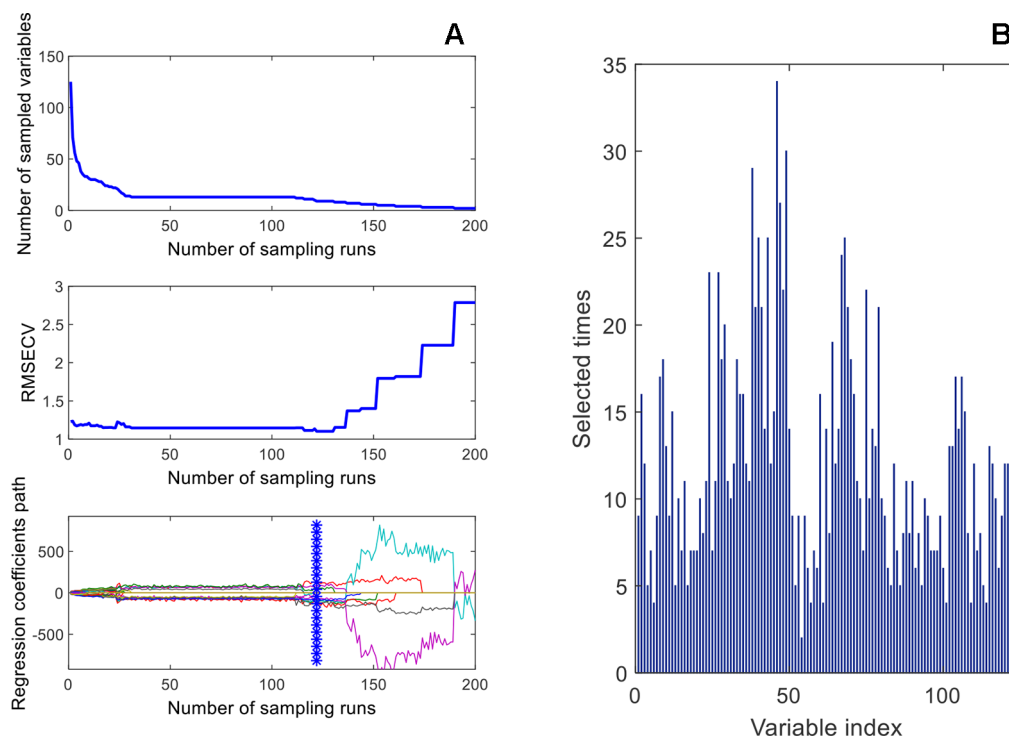 A
Number of sampled variables
150
100
50
0
0 50 100 150 200
Number of sampling runs
RMSECV
3
2.5
2
1.5
1
0 50 100 150 200
Number of sampling runs
Regression coefficients path
500
0
-500
0 50 100 150 200
Number of sampling runs
B
Selected times
35
30
25
20
15
10
5
0
0 50 100
Variable index